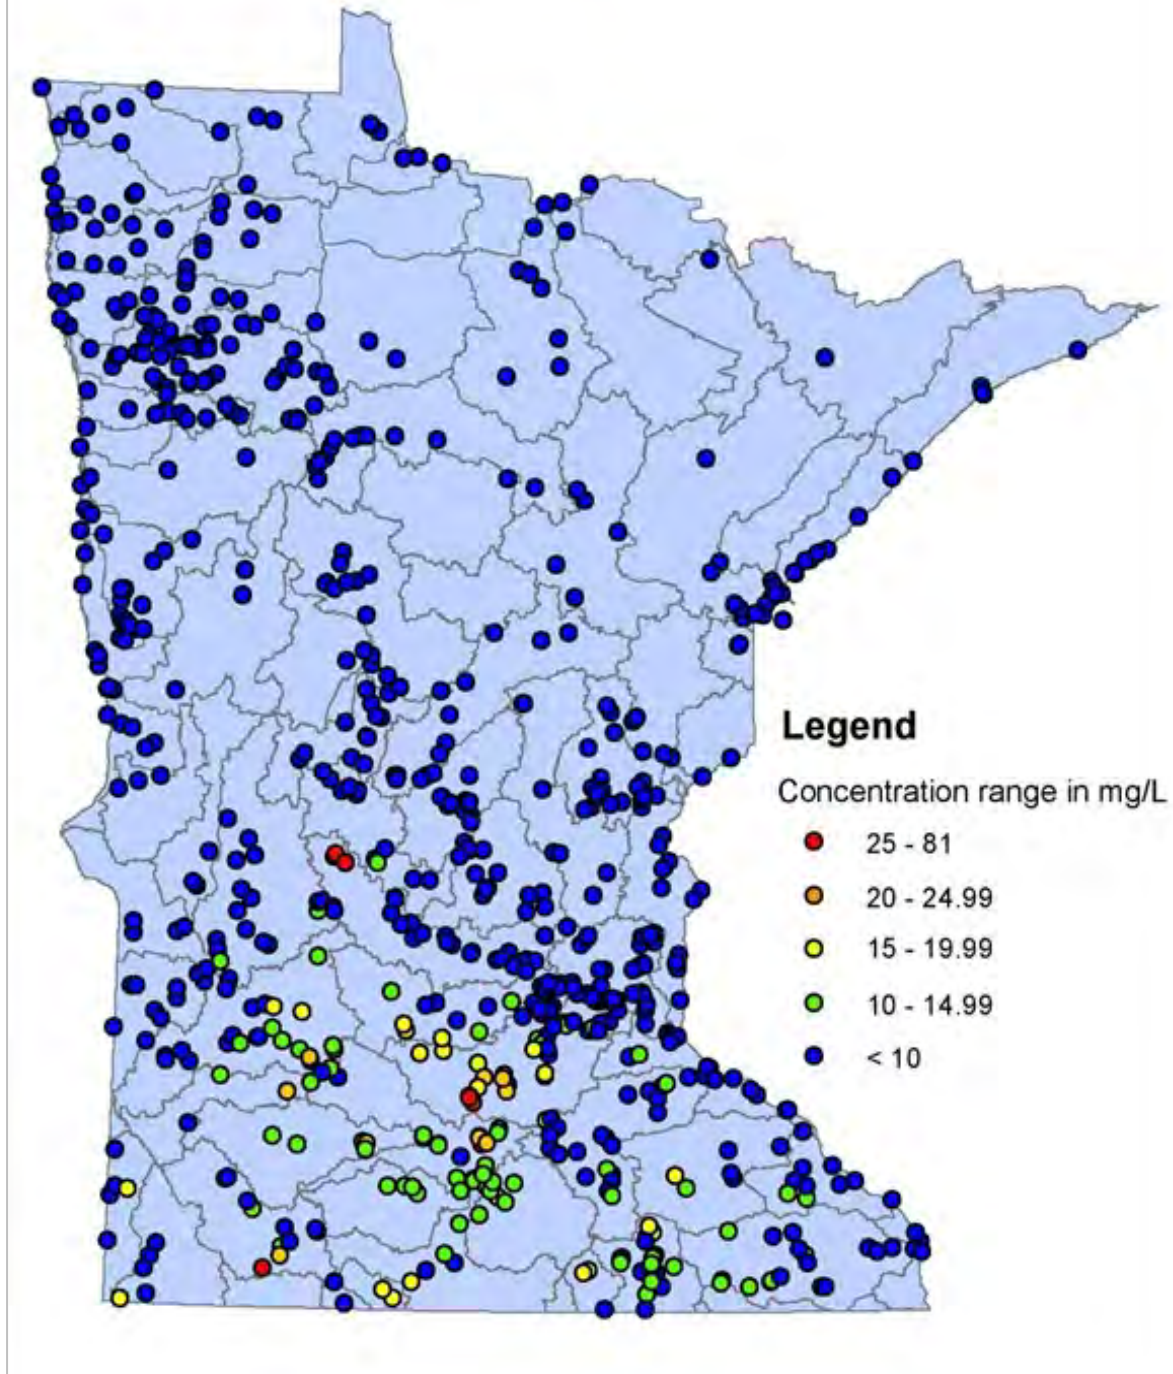 Legend
Concentration range in mg/L
25 - 81
20 - 24.99
15 - 19.99
10 - 14.99
< 10